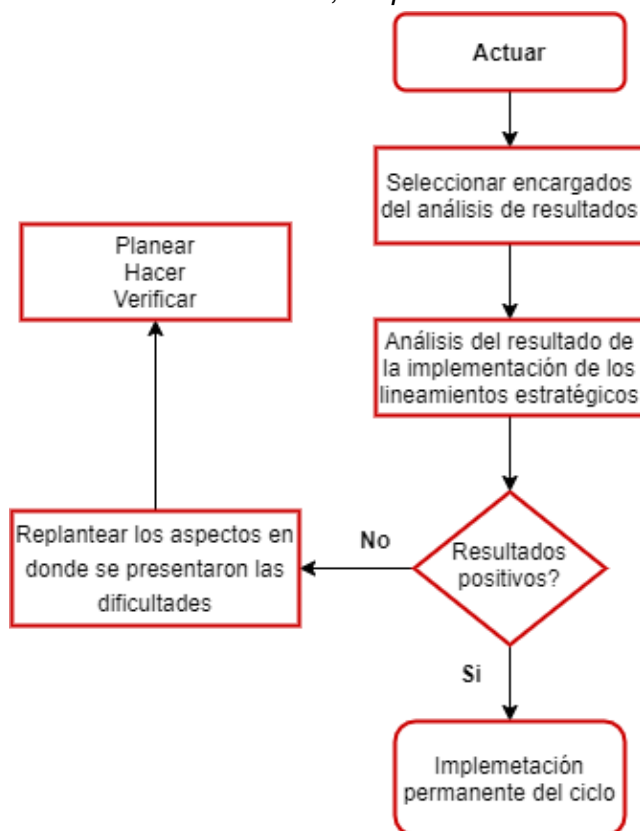 Actuar
Seleccionar encargados
del análisis de resultados
Análisis del resultado de
la implementación de los
lineamientos estratégicos
Resultados
positivos?
No
Replantear los aspectos en
donde se presentaron las
dificultades
Planear
Hacer
Verificar
Si
Implemetación
permanente del ciclo